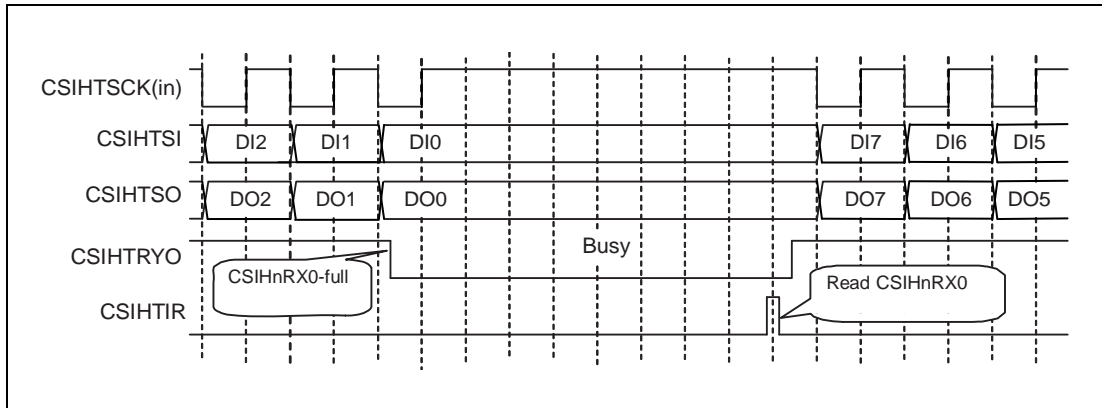 CSIHTSCK(in)
CSIHTSI DI2 DI1 DI0 DI7 DI6 DI5
CSIHTSO DO2 DO1 DO0 DO7 DO6 DO5
CSIHTRYO Busy
CSIHnRX0-full
Read CSIHnRX0
CSIHTIR